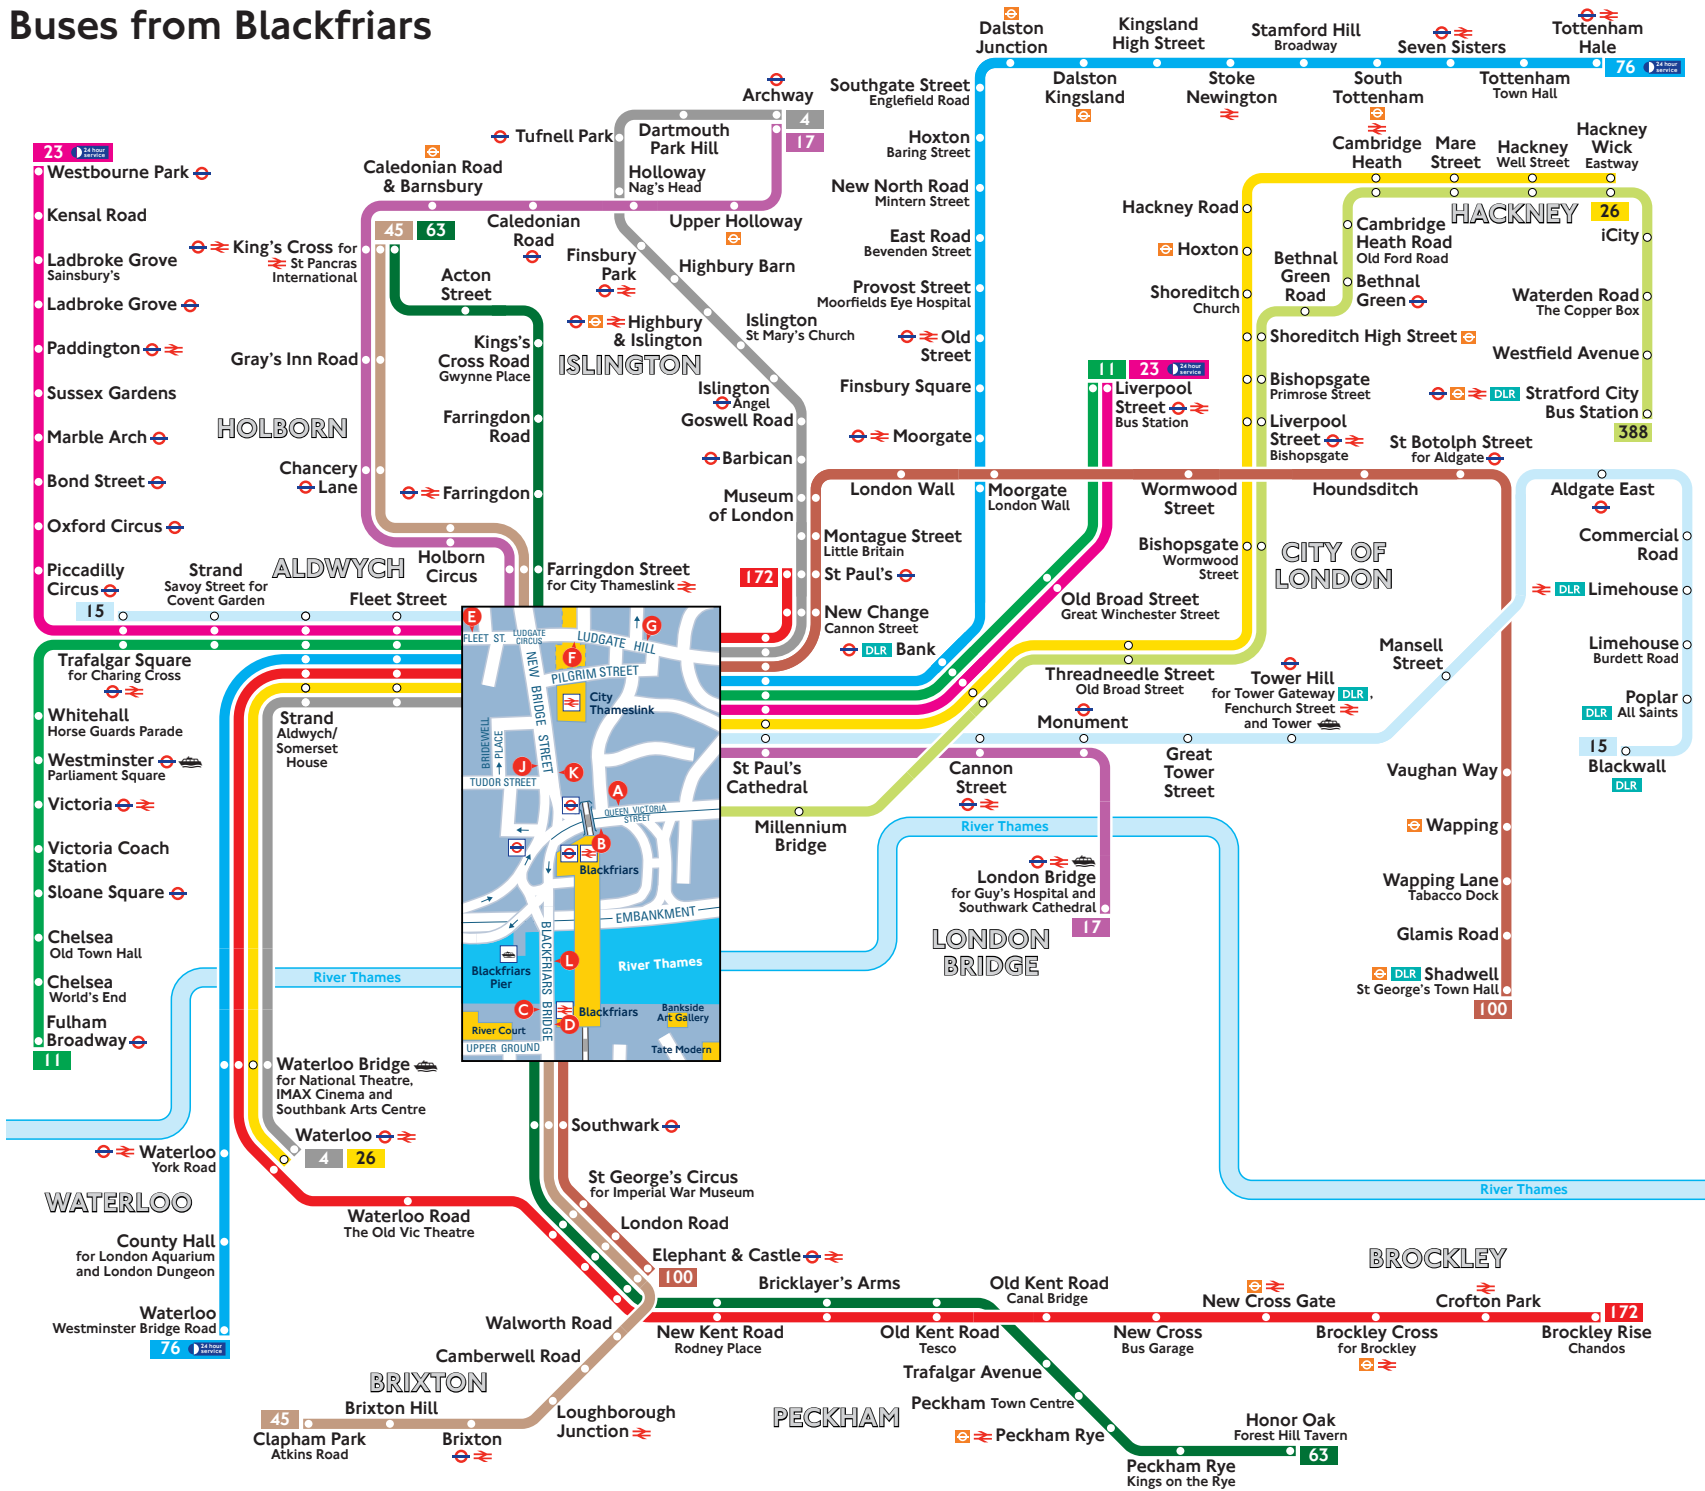 Buses from Blackfriars
23
24 hour
service
Westbourne Park
Kensal Road
Ladbroke Grove
Sainsbury's
Ladbroke Grove
Paddington
Sussex Gardens
Marble Arch
Bond Street
Oxford Circus
Piccadilly
Circus
15
Strand
Savoy Street for
Covent Garden
ALDWYCH
Fleet Street
Trafalgar Square
for Charing Cross
Whitehall
Horse Guards Parade
Westminster
Parliament Square
Victoria
Victoria Coach
Station
Sloane Square
Chelsea
Old Town Hall
Chelsea
World's End
Fulham
Broadway
11
Strand
Aldwych/
Somerset
House
River Thames
Waterloo Bridge
for National Theatre,
IMAX Cinema and
Southbank Arts Centre
Waterloo
4
26
Waterloo
York Road
WATERLOO
County Hall
for London Aquarium
and London Dungeon
Waterloo
Westminster Bridge Road
76
24 hour
service
Waterloo Road
The Old Vic Theatre
Archway
4
17
Tufnell Park
Dartmouth
Park Hill
Holloway
Nag's Head
Upper Holloway
Caledonian Road
& Barnsbury
Caledonian
Road
45
63
King's Cross for
St Pancras
International
Acton
Street
Finsbury
Park
Highbury Barn
Highbury
& Islington
ISLINGTON
Islington
St Mary's Church
Islington
Angel
Goswell Road
Barbican
Museum
of London
Gray's Inn Road
Kings's
Cross Road
Gwynne Place
HOLBORN
Farringdon
Road
Chancery
Lane
Farringdon
Holborn
Circus
Farringdon Street
for City Thameslink
172
Montague Street
Little Britain
St Paul's
New Change
Cannon Street
DLR
Bank
Dalston
Junction
Kingsland
High Street
Stamford Hill
Broadway
Seven Sisters
Tottenham
Hale
76
24 hour
service
Dalston
Kingsland
Stoke
Newington
South
Tottenham
Tottenham
Town Hall
Southgate Street
Englefield Road
Hoxton
Baring Street
New North Road
Mintern Street
East Road
Bevenden Street
Provost Street
Moorfields Eye Hospital
Old
Street
Finsbury Square
Moorgate
London Wall
Moorgate
London Wall
Wormwood
Street
Houndsditch
St Botolph Street
for Aldgate
11
23
24 hour
service
Liverpool
Street
Bus Station
Old Broad Street
Great Winchester Street
Cambridge
Heath
Mare
Street
Hackney
Well Street
Hackney
Wick
Eastway
HACKNEY
26
Hackney Road
Hoxton
Shoreditch
Church
Cambridge
Heath Road
Old Ford Road
Bethnal
Green
Road
Bethnal
Green
Shoreditch High Street
Bishopsgate
Primrose Street
Liverpool
Street
Bishopsgate
Bishopsgate
Wormwood
Street
CITY OF
LONDON
iCity
Waterden Road
The Copper Box
Westfield Avenue
DLR
Stratford City
Bus Station
388
Aldgate East
Commercial
Road
DLR
Limehouse
Limehouse
Burdett Road
Poplar
DLR
All Saints
15
Blackwall
DLR
Mansell
Street
Threadneedle Street
Old Broad Street
Tower Hill
for Tower Gateway DLR,
Fenchurch Street
and Tower
Monument
St Paul's
Cathedral
Cannon
Street
Great
Tower
Street
Millennium
Bridge
River Thames
London Bridge
for Guy's Hospital and
Southwark Cathedral
17
LONDON
BRIDGE
Vaughan Way
Wapping
Wapping Lane
Tabacco Dock
Glamis Road
DLR
Shadwell
St George's Town Hall
100
River Thames
E
FLEET ST.
LUDGATE
CIRCUS
LUDGATE HILL
G
F
PILGRIM STREET
NEW BRIDGE STREET
City
Thameslink
BRIDEWELL
PLACE
J
K
TUDOR STREET
A
QUEEN VICTORIA
STREET
B
Blackfriars
EMBANKMENT
BLACKFRIARS BRIDGE
Blackfriars
Pier
L
River Thames
C
D
Blackfriars
Bankside
Art Gallery
River Court
UPPER GROUND
Tate Modern
Southwark
St George's Circus
for Imperial War Museum
London Road
Elephant & Castle
100
Walworth Road
Camberwell Road
BRIXTON
45
Brixton Hill
Clapham Park
Atkins Road
Brixton
Loughborough
Junction
Bricklayer's Arms
New Kent Road
Rodney Place
Old Kent Road
Tesco
Old Kent Road
Canal Bridge
New Cross
Bus Garage
New Cross Gate
Brockley Cross
for Brockley
BROCKLEY
Crofton Park
172
Brockley Rise
Chandos
Trafalgar Avenue
Peckham Town Centre
PECKHAM
Peckham Rye
Peckham Rye
Kings on the Rye
Honor Oak
Forest Hill Tavern
63